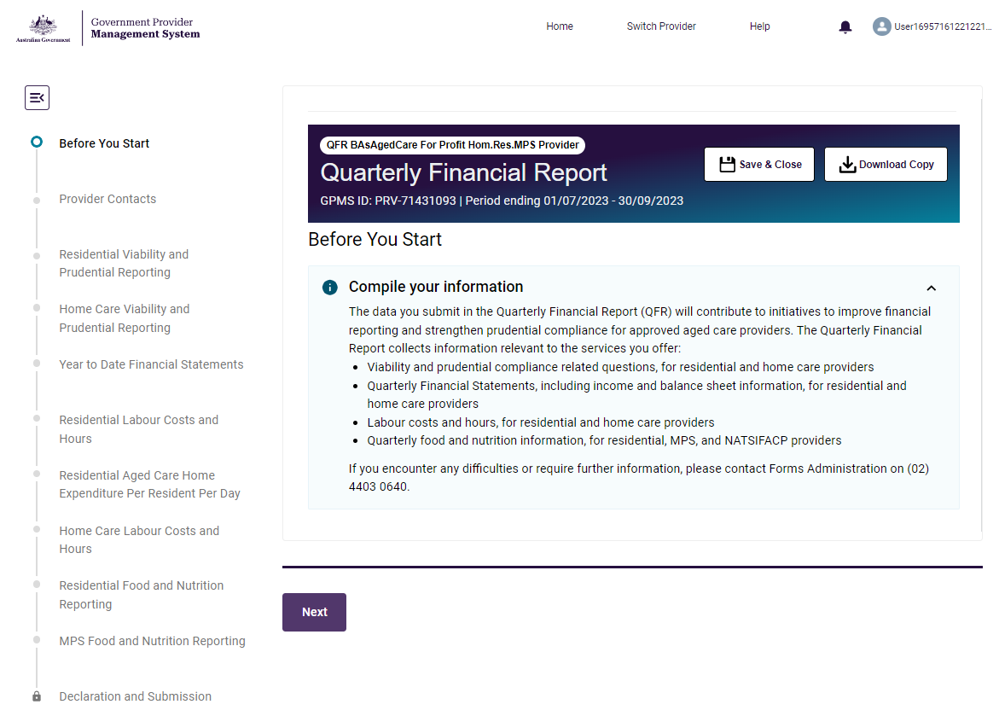 Australian Government
Government Provider
Management System
Home
Switch Provider
Help
User16957161221221...
Before You Start
Provider Contacts
Residential Viability and
Prudential Reporting
Home Care Viability and
Prudential Reporting
Year to Date Financial Statements
Residential Labour Costs and
Hours
Residential Aged Care Home
Expenditure Per Resident Per Day
Home Care Labour Costs and
Hours
Residential Food and Nutrition
Reporting
MPS Food and Nutrition Reporting
Declaration and Submission
QFR BAsAgedCare For Profit Hom.Res.MPS Provider
Quarterly Financial Report
GPMS ID: PRV-71431093 | Period ending 01/07/2023 - 30/09/2023
Save & Close
Download Copy
Before You Start
Compile your information
The data you submit in the Quarterly Financial Report (QFR) will contribute to initiatives to improve financial
reporting and strengthen prudential compliance for approved aged care providers. The Quarterly Financial
Report collects information relevant to the services you offer:
• Viability and prudential compliance related questions, for residential and home care providers
• Quarterly Financial Statements, including income and balance sheet information, for residential and
home care providers
• Labour costs and hours, for residential and home care providers
• Quarterly food and nutrition information, for residential, MPS, and NATSIFACP providers
If you encounter any difficulties or require further information, please contact Forms Administration on (02)
4403 0640.
Next